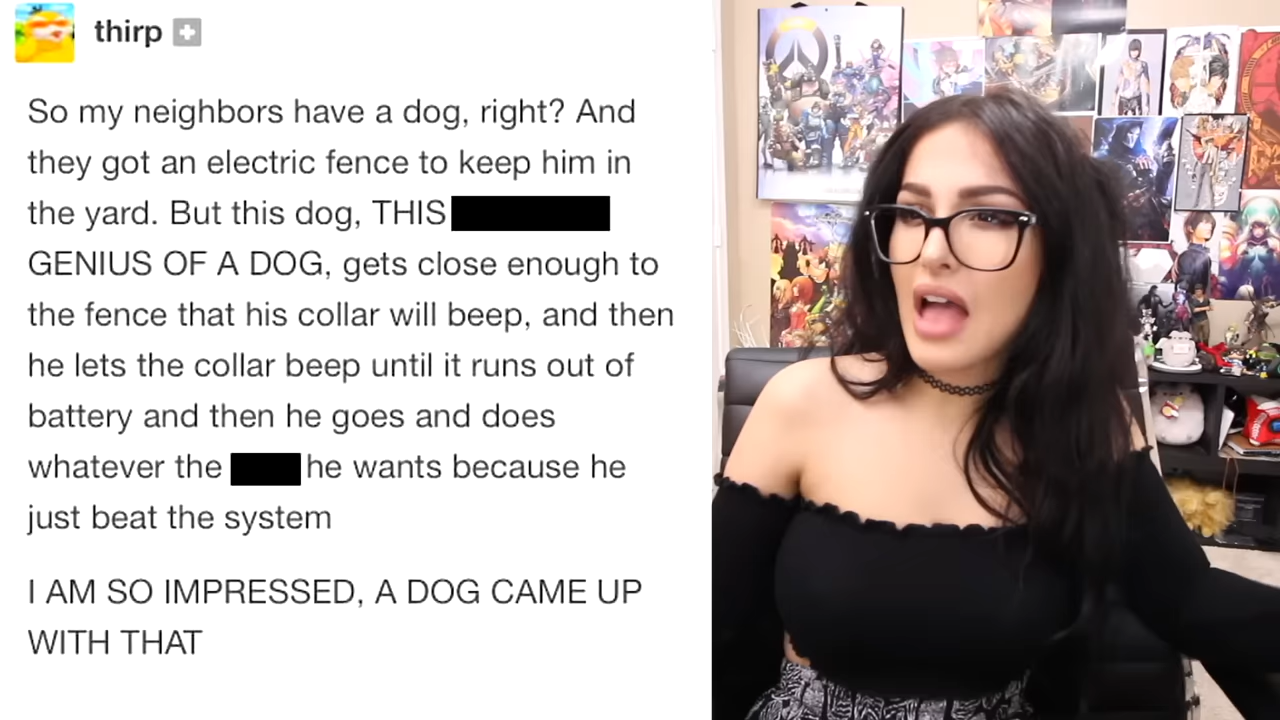 thirp
So my neighbors have a dog, right? And
they got an electric fence to keep him in
the yard. But this dog, THIS
GENIUS OF A DOG, gets close enough to
the fence that his collar will beep, and then
he lets the collar beep until it runs out of
battery and then he goes and does
whatever the he wants because he
just beat the system
I AM SO IMPRESSED, A DOG CAME UP
WITH THAT